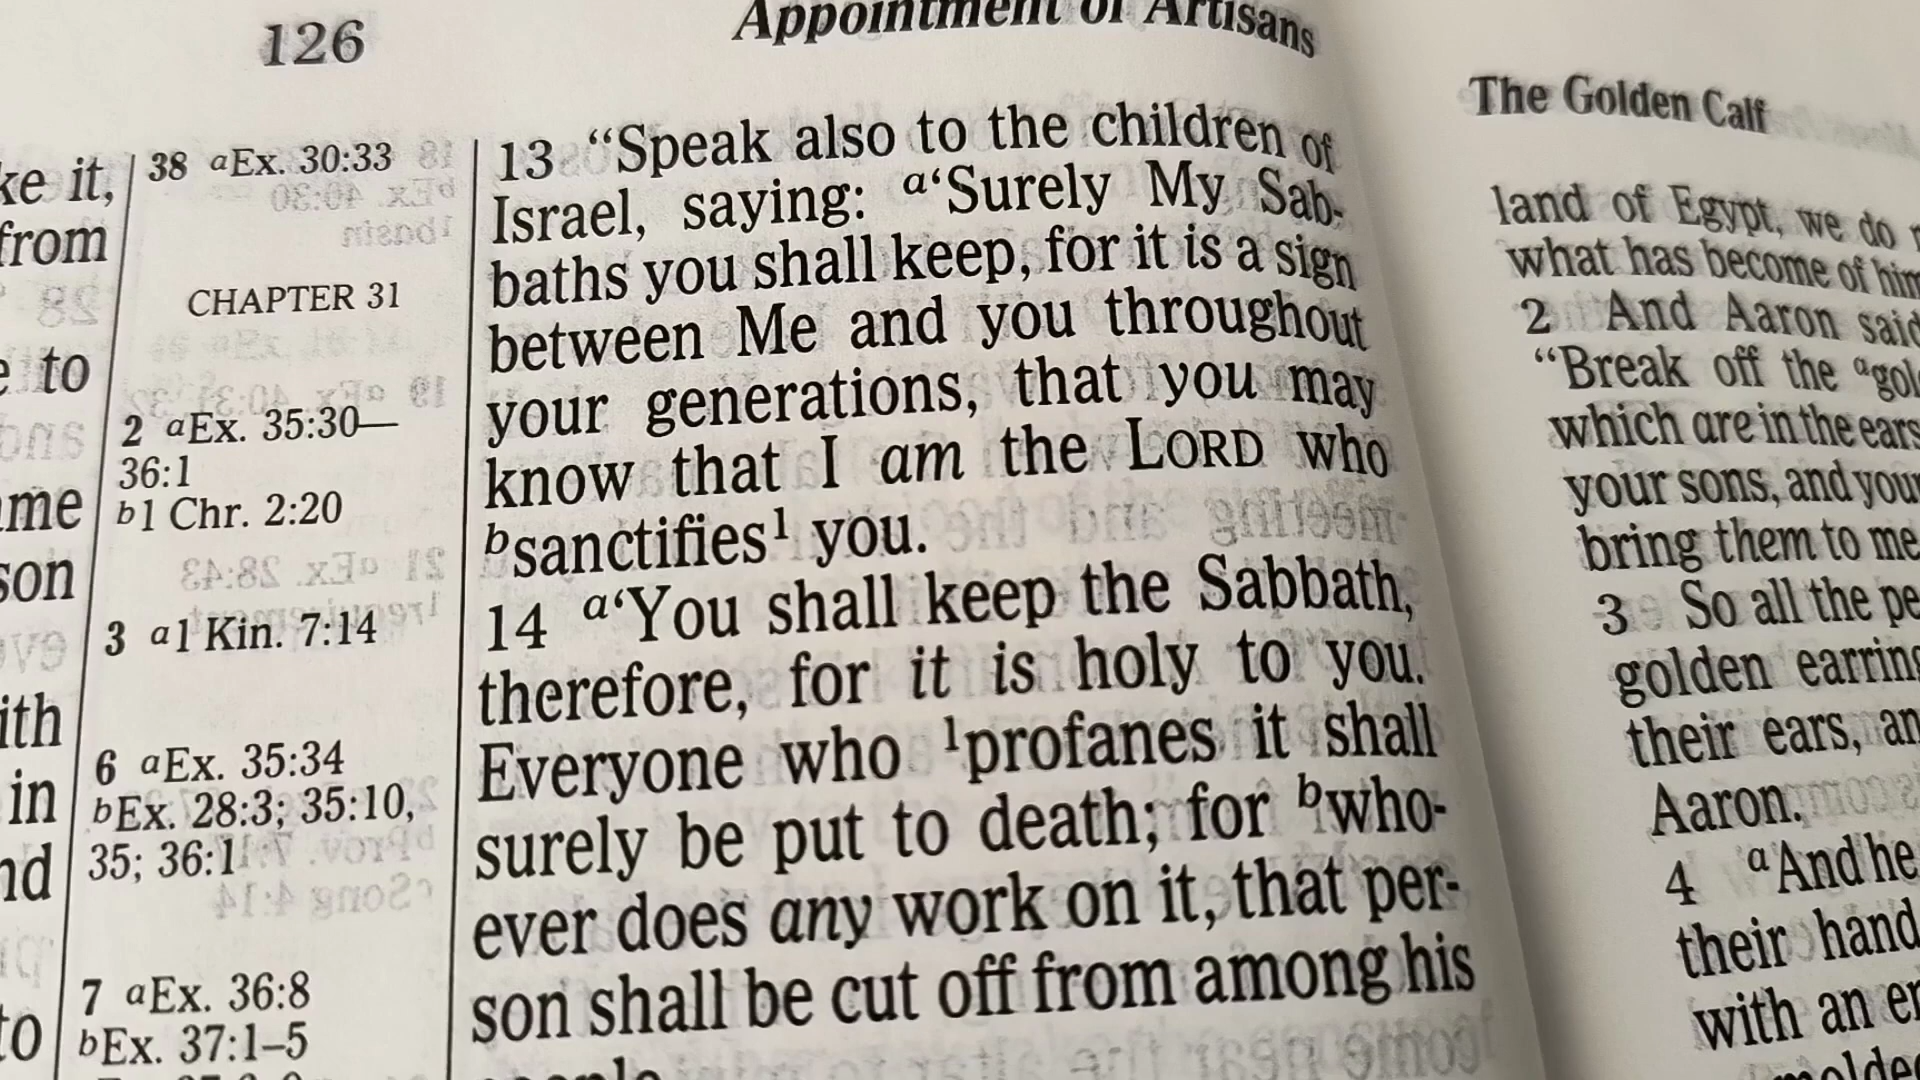 126
Appointment of Artisans
ke it,
from
e to
ame
son
ith
in
nd
to
38 aEx. 30:33
CHAPTER 31
2 aEx. 35:30—
36:1
b1 Chr. 2:20
3 a1 Kin. 7:14
6 aEx. 35:34
bEx. 28:3; 35:10,
35; 36:1
7 aEx. 36:8
bEx. 37:1–5
13 “Speak also to the children of
Israel, saying: a‘Surely My Sab-
baths you shall keep, for it is a sign
between Me and you throughout
your generations, that you may
know that I am the LORD who
bsanctifies1 you.
14 a‘You shall keep the Sabbath,
therefore, for it is holy to you.
Everyone who 1profanes it shall
surely be put to death; for bwho-
ever does any work on it, that per-
son shall be cut off from among his
The Golden Calf
land of Egypt, we do
what has become of him
2 And Aaron said
“Break off the agol
which are in the ears
your sons, and your
bring them to me
3 So all the pe
golden earring
their ears, an
Aaron.
4 aAnd he
their hand
with an en
molded